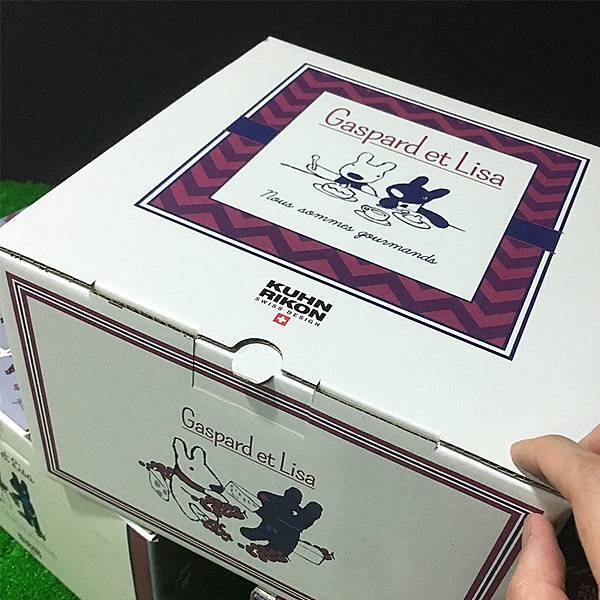 Gaspard et Lisa
Nous sommes gourmands
KUHN
RIKON
SWISS DESIGN
Gaspard et Lisa